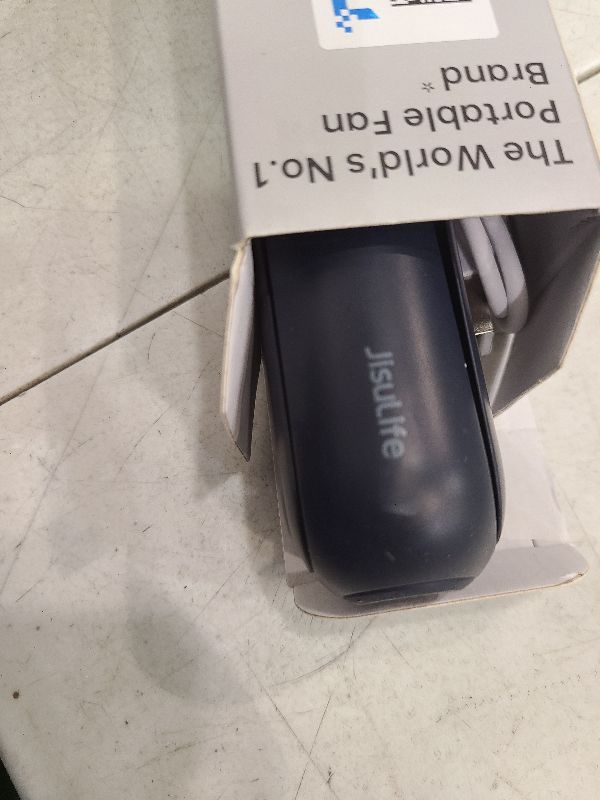 The World's No.1
Portable Fan
Brand*
JISULIFE